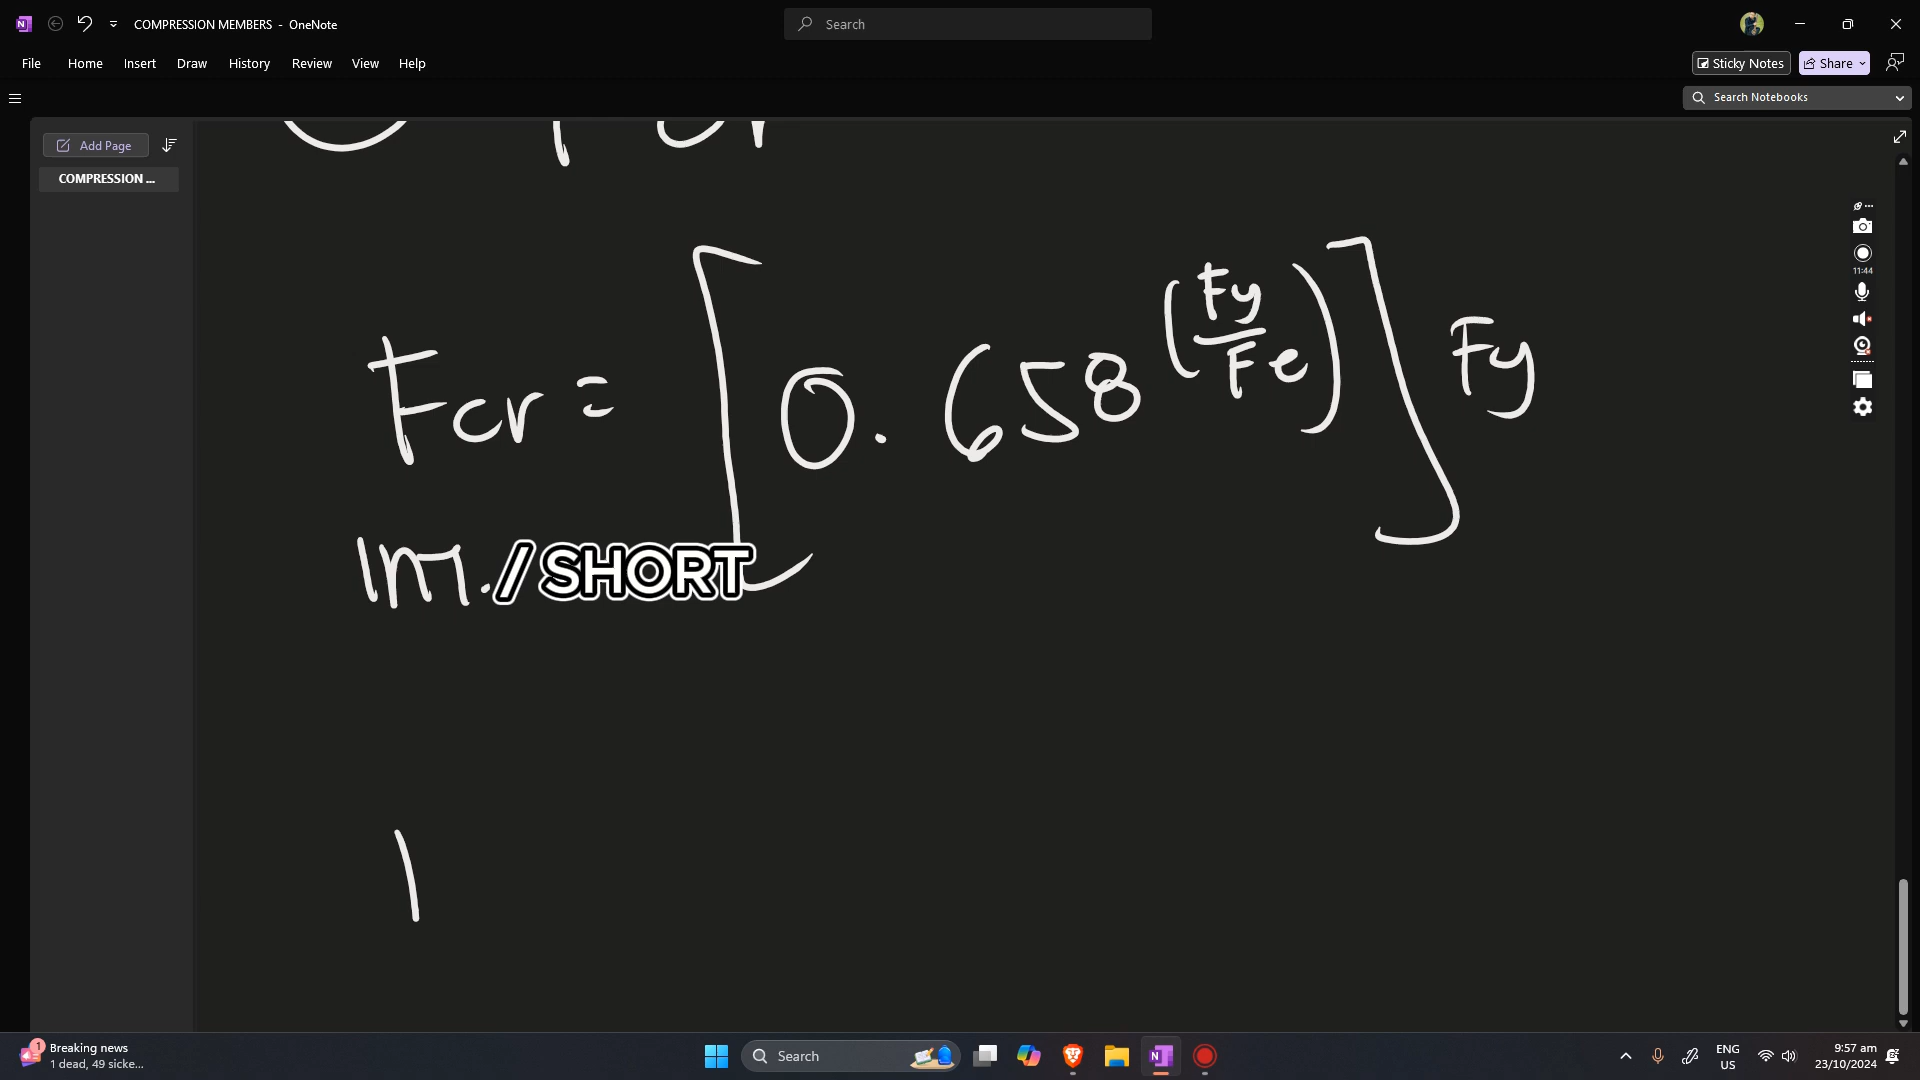 COMPRESSION MEMBERS - OneNote
Search
File Home Insert Draw History Review View Help
Sticky Notes
Share
Search Notebooks
Add Page
COMPRESSION ...
11:44
Fcr = [0.658^(Fy/Fe)] Fy
Int. / SHORT
1
Breaking news
1 dead, 49 sicke...
Search
ENG
US
9:57 am
23/10/2024